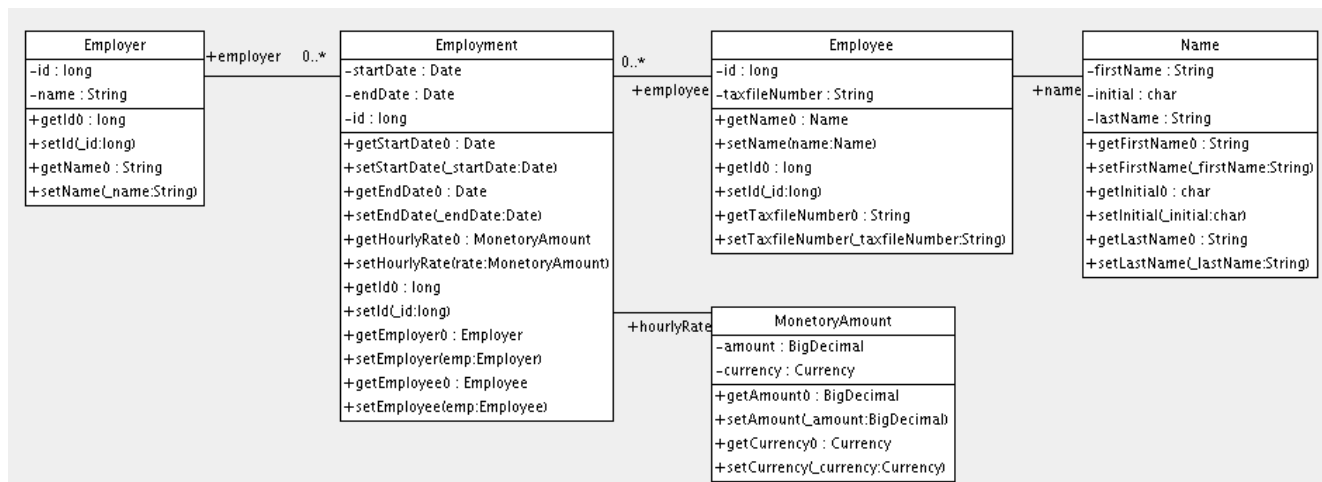 Employer
-id : long
-name : String
+getId() : long
+setId(_id:long)
+getName() : String
+setName(_name:String)
+employer
0..*
Employment
-startDate : Date
-endDate : Date
-id : long
+getStartDate() : Date
+setStartDate(_startDate:Date)
+getEndDate() : Date
+setEndDate(_endDate:Date)
+getHourlyRate() : MonetoryAmount
+setHourlyRate(rate:MonetoryAmount)
+getId() : long
+setId(_id:long)
+getEmployer() : Employer
+setEmployer(emp:Employer)
+getEmployee() : Employee
+setEmployee(emp:Employee)
0..*
+employee
Employee
-id : long
-taxfileNumber : String
+getName() : Name
+setName(name:Name)
+getId() : long
+setId(_id:long)
+getTaxfileNumber() : String
+setTaxfileNumber(_taxfileNumber:String)
+name
Name
-firstName : String
-initial : char
-lastName : String
+getFirstName() : String
+setFirstName(_firstName:String)
+getInitial() : char
+setInitial(_initial:char)
+getLastName() : String
+setLastName(_lastName:String)
+hourlyRate
MonetoryAmount
-amount : BigDecimal
-currency : Currency
+getAmount() : BigDecimal
+setAmount(_amount:BigDecimal)
+getCurrency() : Currency
+setCurrency(_currency:Currency)